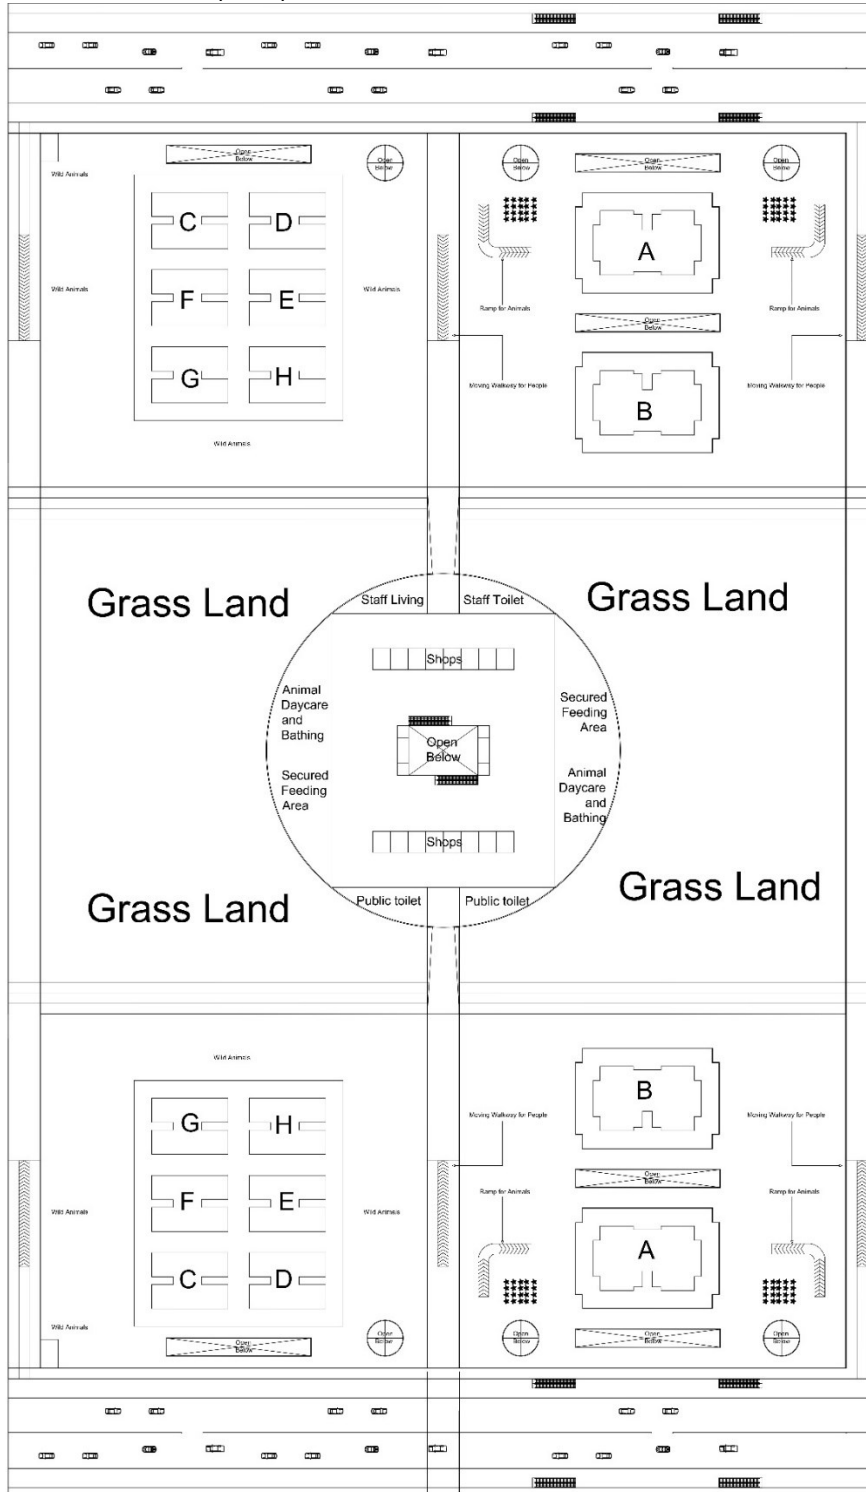 Open
Below
Open
Below
Open
Below
Open
Below
Open
Below
Wild Animals
C
D
A
F
E
Wild Animals
Wild Animals
Ramp for Animals
Ramp for Animals
Open
Below
G
H
Moving Walkway for People
Moving Walkway for People
B
Wild Animals
Grass Land
Grass Land
Staff Living
Staff Toilet
Shops
Animal
Daycare
and
Bathing
Secured
Feeding
Area
Open
Below
Secured
Feeding
Area
Animal
Daycare
and
Bathing
Shops
Grass Land
Grass Land
Public toilet
Public toilet
Wild Animals
B
G
H
Moving Walkway for People
Moving Walkway for People
Open
Below
F
E
Wild Animals
Wild Animals
Ramp for Animals
Ramp for Animals
A
C
D
Wild Animals
Open
Below
Open
Below
Open
Below
Open
Below
Open
Below